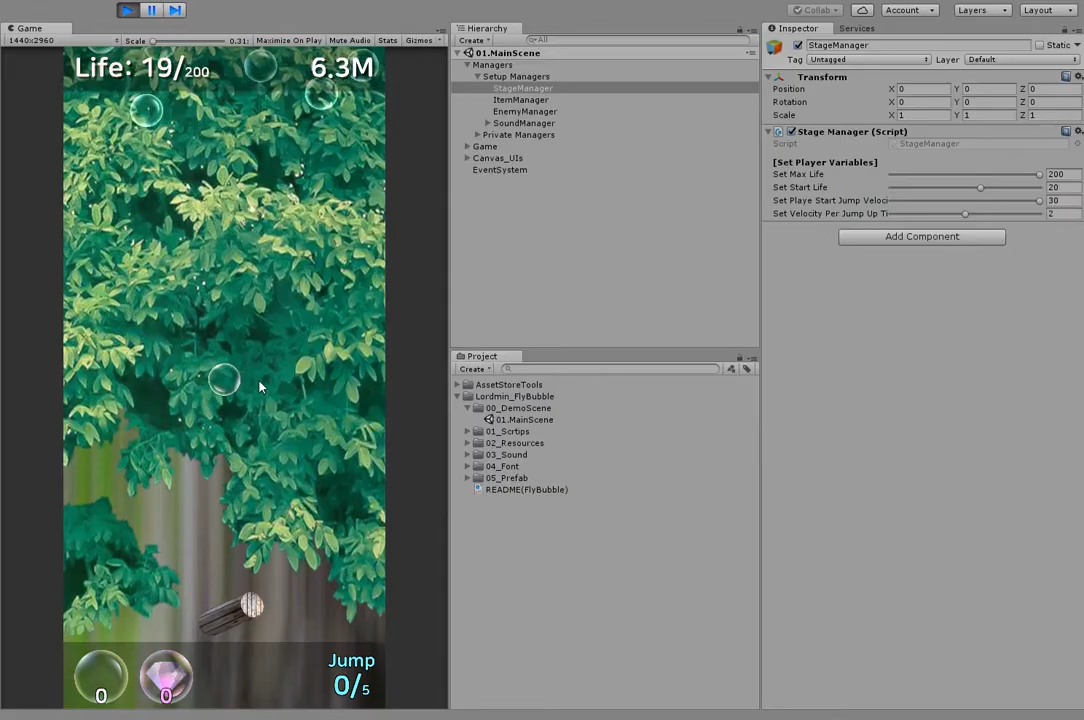 Collab
Account
Layers
Layout
Game
1440x2960
Scale
0.31:
Maximize On Play
Mute Audio
Stats
Gizmos
Life: 19/200
6.3M
0
0
Jump
0/5
Hierarchy
Create
All
01.MainScene
Managers
Setup Managers
StageManager
ItemManager
EnemyManager
SoundManager
Private Managers
Game
Canvas_UIs
EventSystem
Project
Create
AssetStoreTools
Lordmin_FlyBubble
00_DemoScene
01.MainScene
01_Scrtips
02_Resources
03_Sound
04_Font
05_Prefab
README(FlyBubble)
Inspector
Services
StageManager
Static
Tag
Untagged
Layer
Default
Transform
Position X 0 Y 0 Z 0
Rotation X 0 Y 0 Z 0
Scale X 1 Y 1 Z 1
Stage Manager (Script)
Script
StageManager
[Set Player Variables]
Set Max Life 200
Set Start Life 20
Set Playe Start Jump Veloci 30
Set Velocity Per Jump Up Ti 2
Add Component